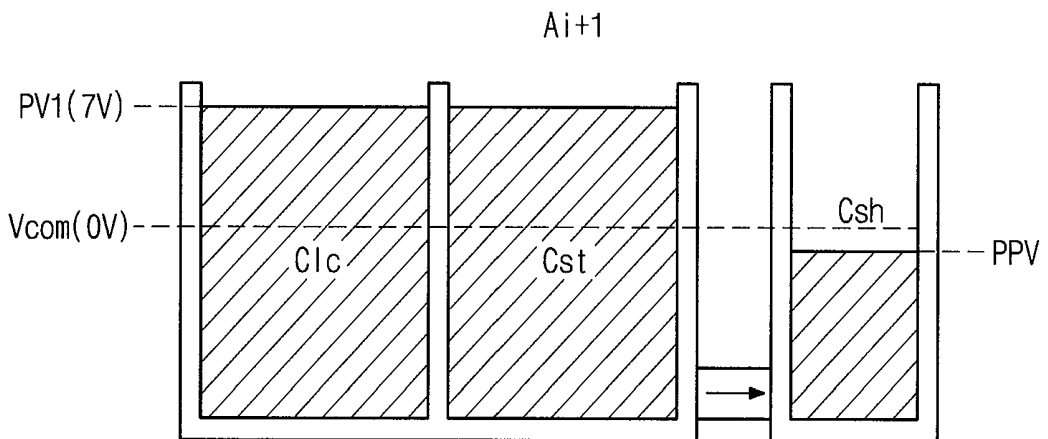 Ai+1
PV1(7V)
Vcom(0V)
Csh
Clc
Cst
PPV